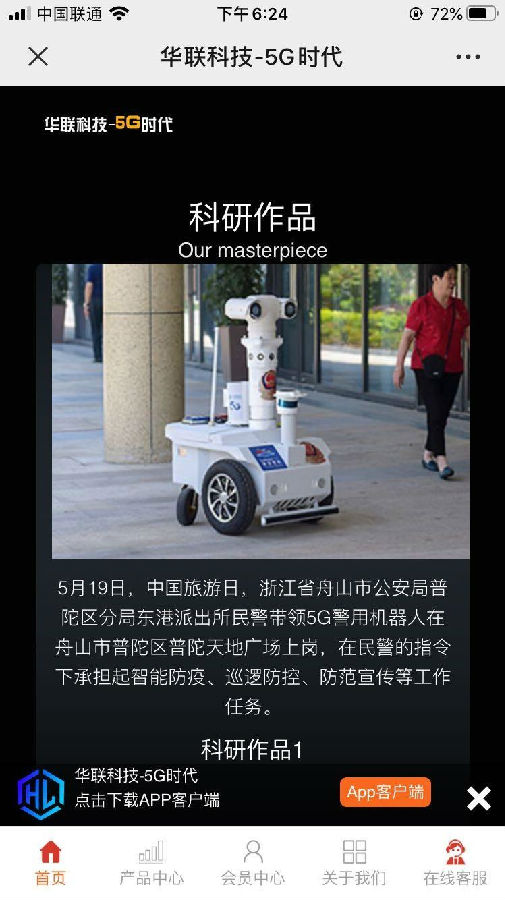 中国联通
下午6:24
72%
华联科技-5G时代
华联科技-5G时代
科研作品
Our masterpiece
5月19日，中国旅游日，浙江省舟山市公安局普
陀区分局东港派出所民警带领5G警用机器人在
舟山市普陀区普陀天地广场上岗，在民警的指令
下承担起智能防疫、巡逻防控、防范宣传等工作
任务。
科研作品1
华联科技-5G时代
点击下载APP客户端
App客户端
首页
产品中心
会员中心
关于我们
在线客服